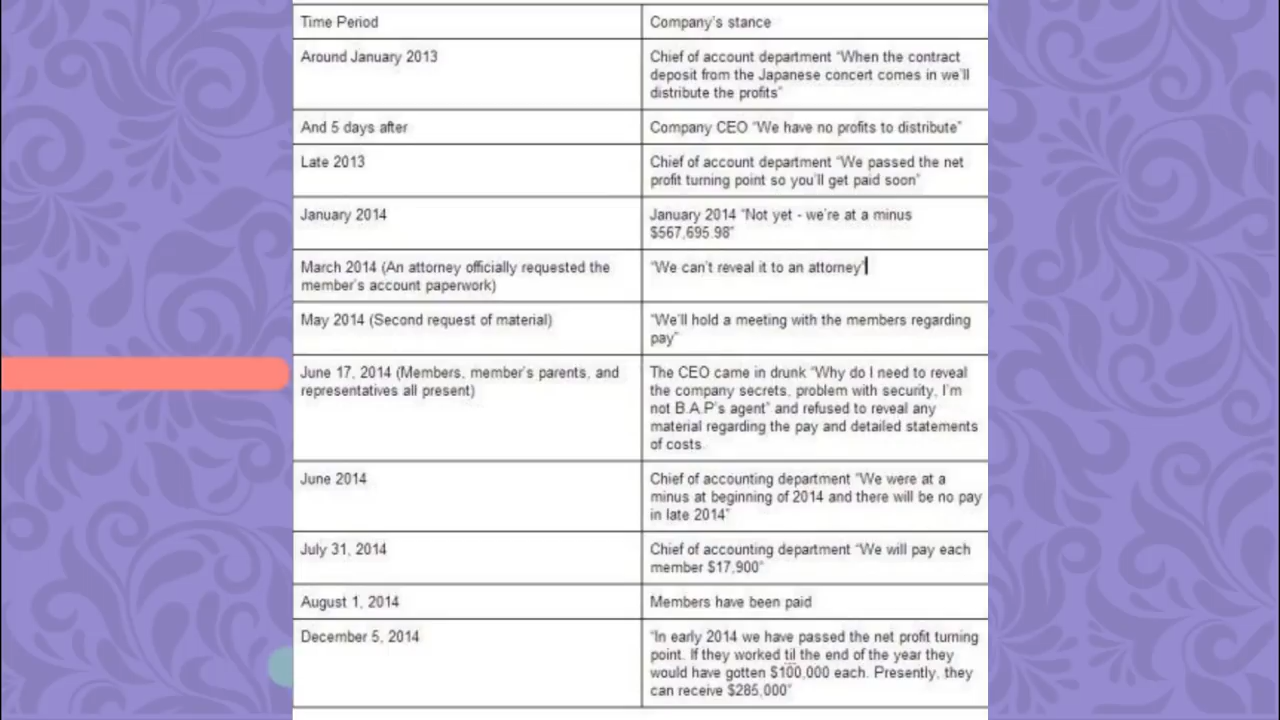 Time Period
Company's stance
Around January 2013
Chief of account department "When the contract
deposit from the Japanese concert comes in we'll
distribute the profits"
And 5 days after
Company CEO "We have no profits to distribute"
Late 2013
Chief of account department "We passed the net
profit turning point so you'll get paid soon"
January 2014
January 2014 "Not yet - we're at a minus
$567,695.98"
March 2014 (An attorney officially requested the
member's account paperwork)
"We can't reveal it to an attorney"
May 2014 (Second request of material)
"We'll hold a meeting with the members regarding
pay"
June 17, 2014 (Members, member's parents, and
representatives all present)
The CEO came in drunk "Why do I need to reveal
the company secrets, problem with security, I'm
not B.A.P's agent" and refused to reveal any
material regarding the pay and detailed statements
of costs.
June 2014
Chief of accounting department "We were at a
minus at beginning of 2014 and there will be no pay
in late 2014"
July 31, 2014
Chief of accounting department "We will pay each
member $17,900"
August 1, 2014
Members have been paid
December 5, 2014
"In early 2014 we have passed the net profit turning
point. If they worked til the end of the year they
would have gotten $100,000 each. Presently, they
can receive $285,000"